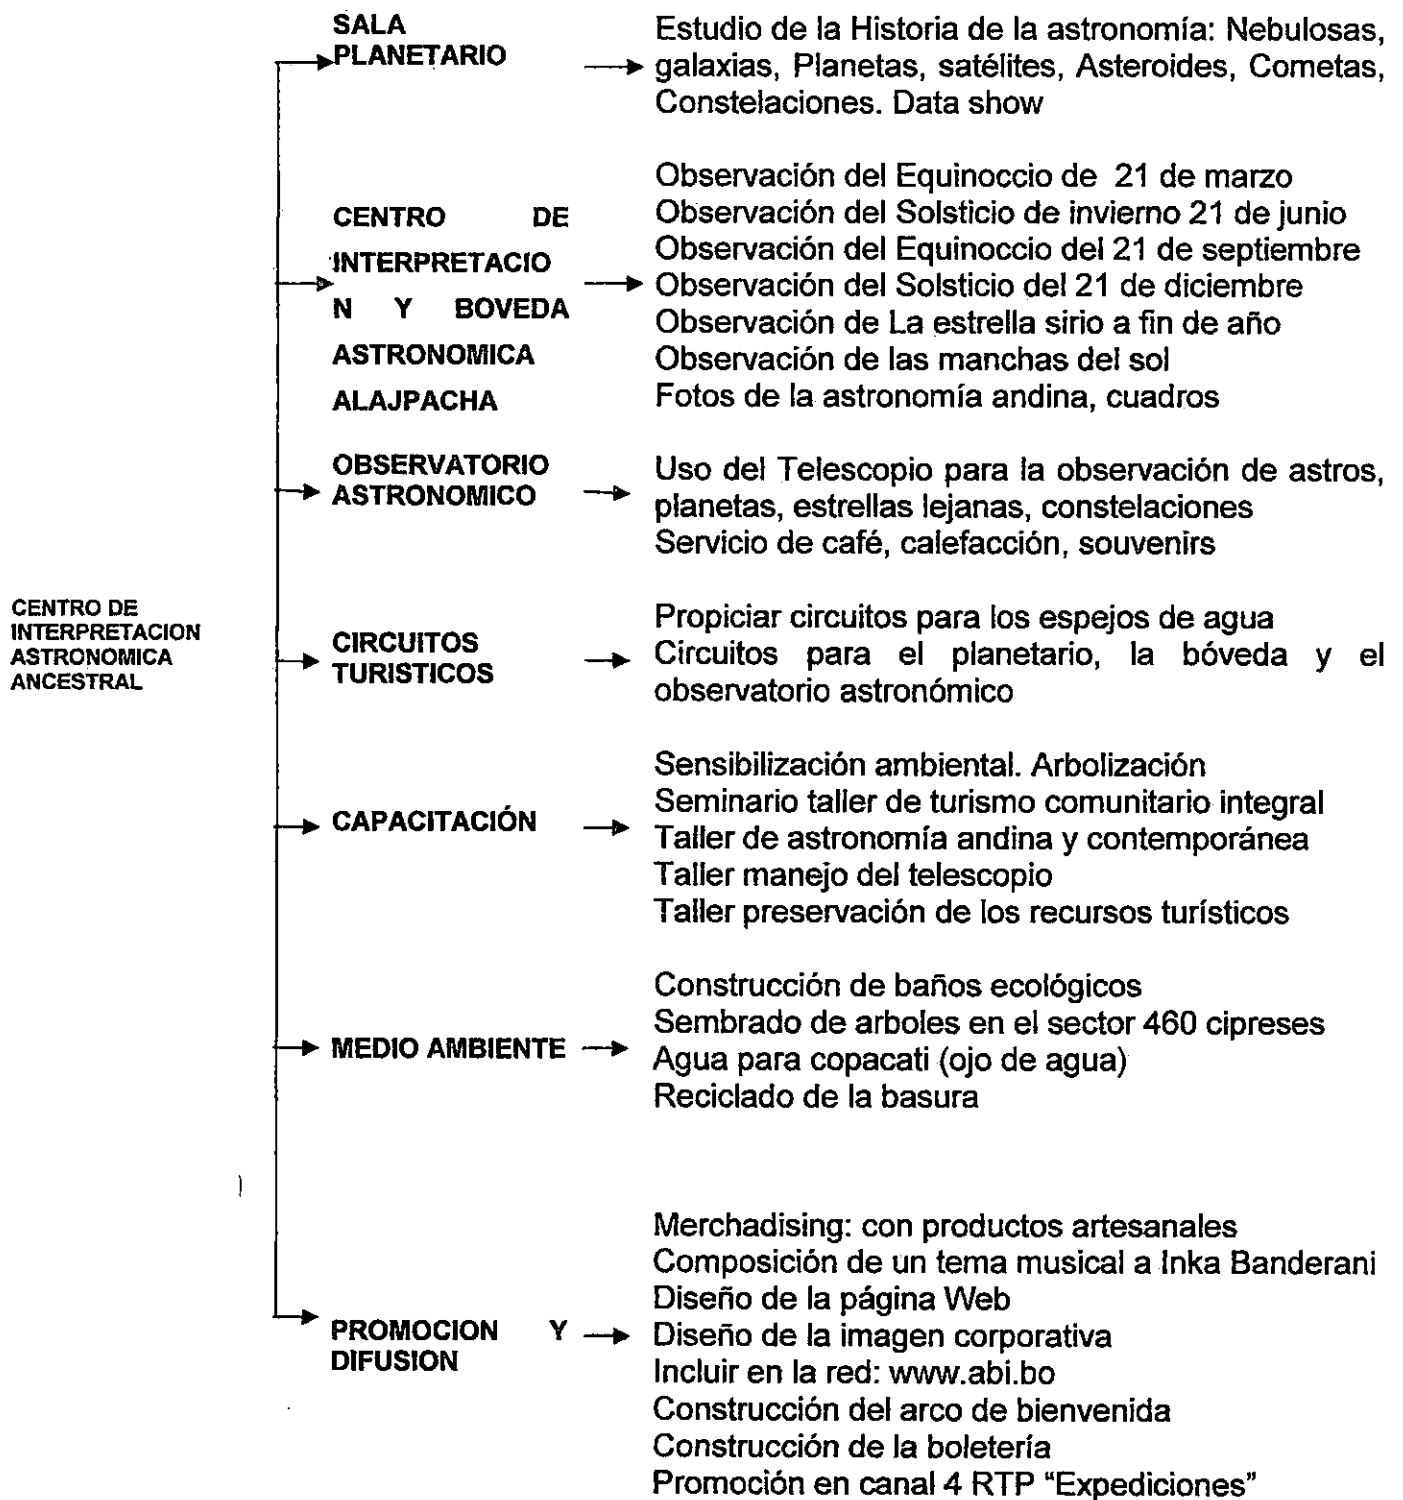 SALA
PLANETARIO
Estudio de la Historia de la astronomía: Nebulosas,
galaxias, Planetas, satélites, Asteroides, Cometas,
Constelaciones. Data show
CENTRO DE
INTERPRETACIO
N Y BOVEDA
ASTRONOMICA
ALAJPACHA
Observación del Equinoccio de 21 de marzo
Observación del Solsticio de invierno 21 de junio
Observación del Equinoccio del 21 de septiembre
Observación del Solsticio del 21 de diciembre
Observación de La estrella sirio a fin de año
Observación de las manchas del sol
Fotos de la astronomía andina, cuadros
OBSERVATORIO
ASTRONOMICO
Uso del Telescopio para la observación de astros,
planetas, estrellas lejanas, constelaciones
Servicio de café, calefacción, souvenirs
CENTRO DE
INTERPRETACION
ASTRONOMICA
ANCESTRAL
CIRCUITOS
TURISTICOS
Propiciar circuitos para los espejos de agua
Circuitos para el planetario, la bóveda y el
observatorio astronómico
CAPACITACIÓN
Sensibilización ambiental. Arbolización
Seminario taller de turismo comunitario integral
Taller de astronomía andina y contemporánea
Taller manejo del telescopio
Taller preservación de los recursos turísticos
MEDIO AMBIENTE
Construcción de baños ecológicos
Sembrado de arboles en el sector 460 cipreses
Agua para copacati (ojo de agua)
Reciclado de la basura
PROMOCION Y
DIFUSION
Merchadising: con productos artesanales
Composición de un tema musical a Inka Banderani
Diseño de la página Web
Diseño de la imagen corporativa
Incluir en la red: www.abi.bo
Construcción del arco de bienvenida
Construcción de la boletería
Promoción en canal 4 RTP “Expediciones”